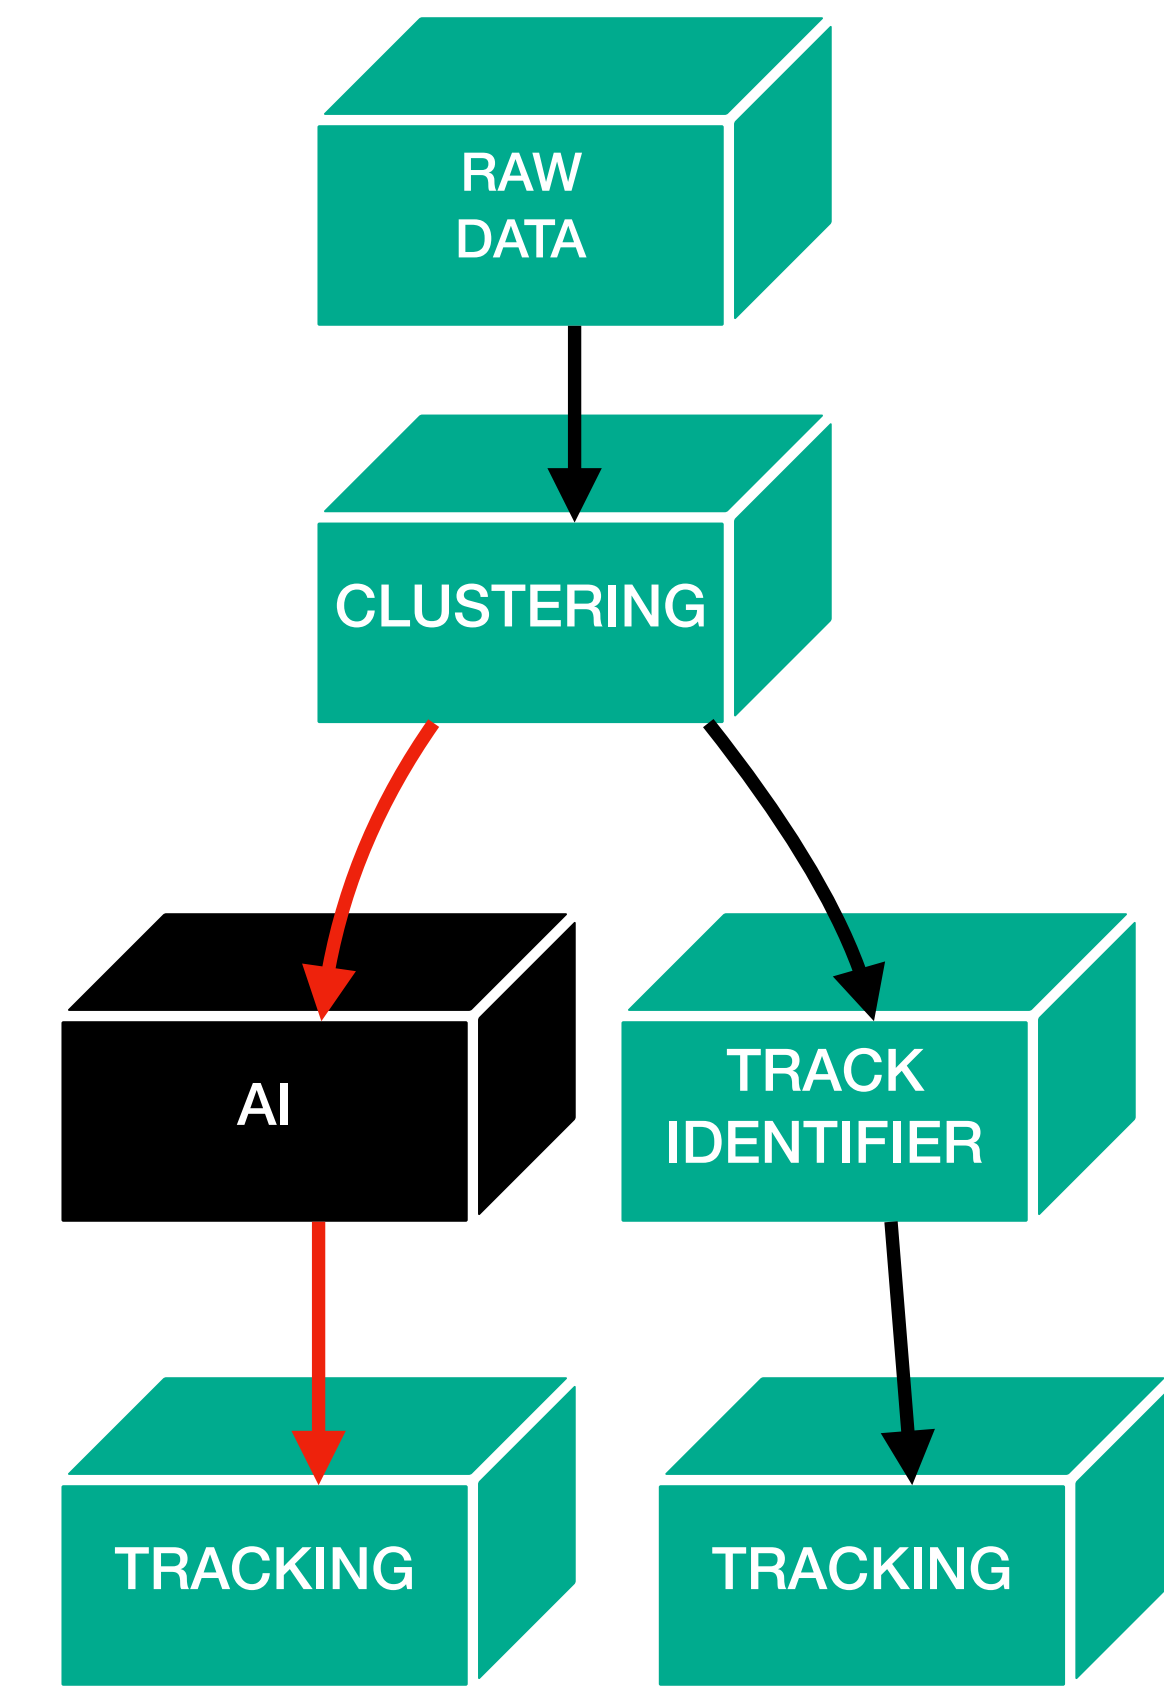 RAW
DATA
CLUSTERING
AI
TRACK
IDENTIFIER
TRACKING
TRACKING